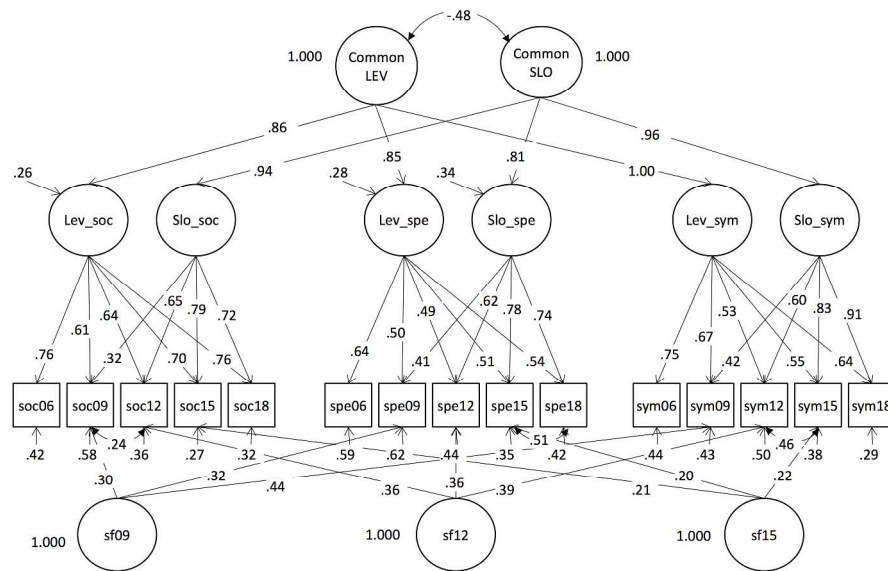 -.48
1.000 Common LEV Common SLO 1.000
.86 .96
.85 .81
.94 1.00
.26 .28 .34
Lev_soc Slo_soc Lev_spe Slo_spe Lev_sym Slo_sym
.65 .72 .49 .62 .74 .53 .60 .91
.64 .79 .78 .83
.61 .50 .67
.76 .32 .70 .76 .64 .41 .51 .54 .75 .42 .55 .64
soc06 soc09 soc12 soc15 soc18 spe06 spe09 spe12 spe15 spe18 sym06 sym09 sym12 sym15 sym18
.24 .51 .46
.42 .58 .36 .27 .32 .59 .62 .44 .35 .42 .44 .43 .50 .38 .29
.30 .32 .44 .36 .36 .39 .21 .20 .22
1.000 sf09 1.000 sf12 1.000 sf15